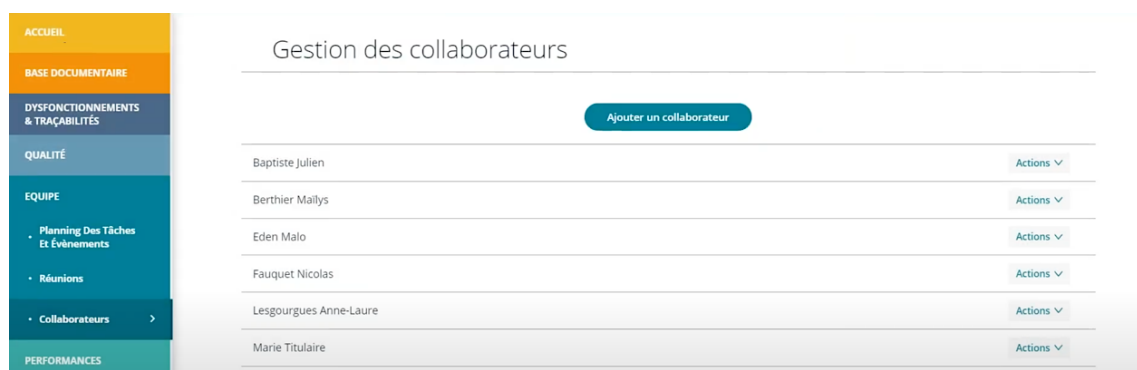 ACCUEIL
BASE DOCUMENTAIRE
DYSFONCTIONNEMENTS
& TRAÇABILITÉS
QUALITÉ
EQUIPE
Planning Des Tâches
Et Évènements
Réunions
Collaborateurs
PERFORMANCES
Gestion des collaborateurs
Ajouter un collaborateur
Baptiste Julien Actions
Berthier Maïlys Actions
Eden Malo Actions
Fauquet Nicolas Actions
Lesgourgues Anne-Laure Actions
Marie Titulaire Actions